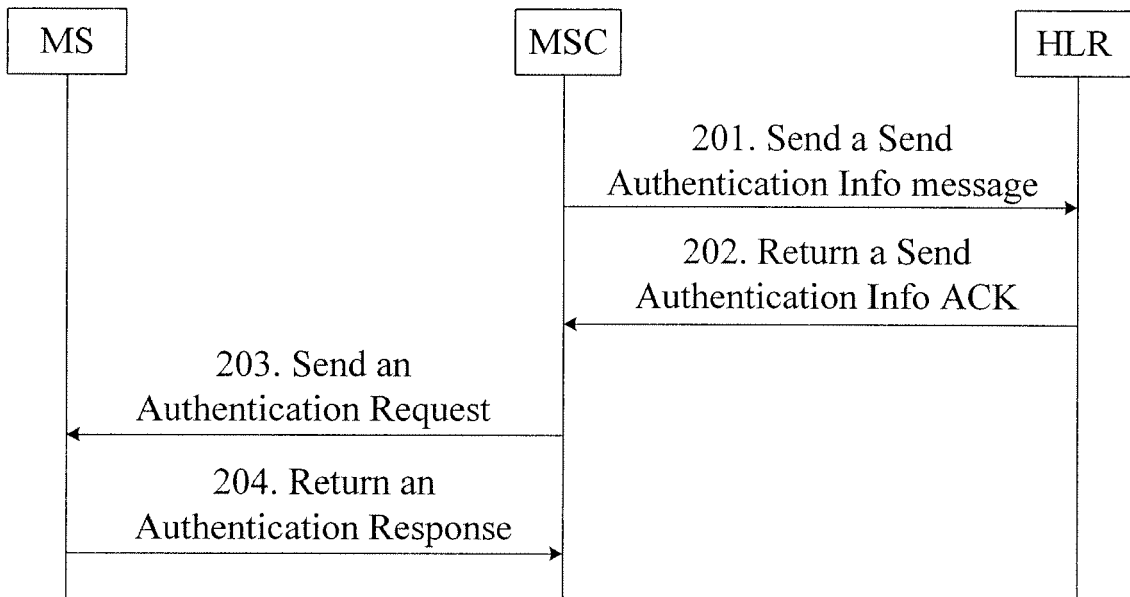 MS
MSC
HLR
201. Send a Send
Authentication Info message
202. Return a Send
Authentication Info ACK
203. Send an
Authentication Request
204. Return an
Authentication Response